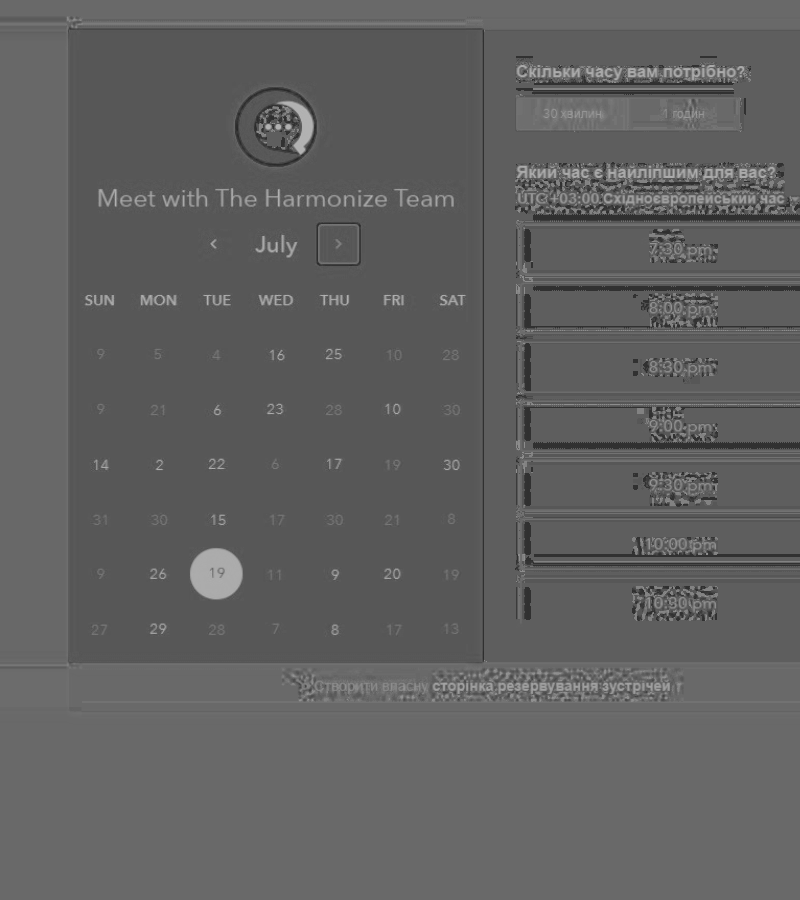 Meet with The Harmonize Team
July
SUN MON TUE WED THU FRI SAT
9 5 4 16 25 10 28
9 21 6 23 28 10 30
14 2 22 6 17 19 30
31 30 15 17 30 21 8
9 26 19 11 9 20 19
27 29 28 7 8 17 13
Скільки часу вам потрібно?
30 хвилин 1 годин
Який час є найліпшим для вас?
UTC +03:00 Східноєвропейський час
7:30 pm
8:00 pm
8:30 pm
9:00 pm
9:30 pm
10:00 pm
10:30 pm
Створити власну сторінка резервування зустрічей